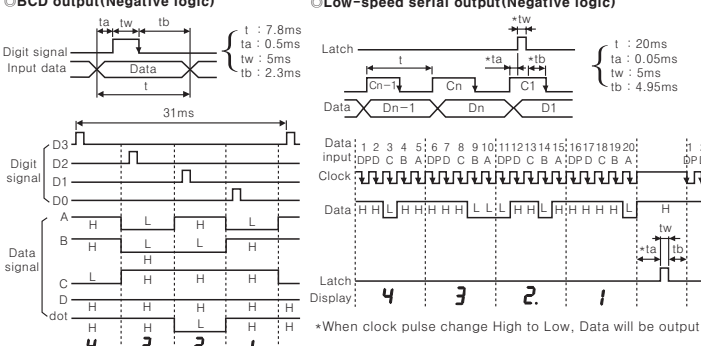 ◎BCD output(Negative logic)
ta tw tb
t : 7.8ms
ta : 0.5ms
tw : 5ms
tb : 2.3ms
Digit signal
Input data
Data
t
31ms
Digit signal
D3
D2
D1
D0
Data signal
A H L H L
B H L L H
H
C L H H H
D H H H H H
dot H H L H H
4 3 2. 1
◎Low-speed serial output(Negative logic)
*tw
Latch
t
*ta *tb
t : 20ms
ta : 0.05ms
tw : 5ms
tb : 4.95ms
Cn-1 Cn C1
Data Dn-1 Dn D1
Data input
1 2 3 4 5 6 7 8 9 10 11 12 13 14 15 16 17 18 19 20
DP D C B A DP D C B A DP D C B A DP D C B A
Clock
Data H H L H H H H H L L L H H L H H H H H L H
tw
*ta tb
Latch
Display 4 3 2. 1
*When clock pulse change High to Low, Data will be output